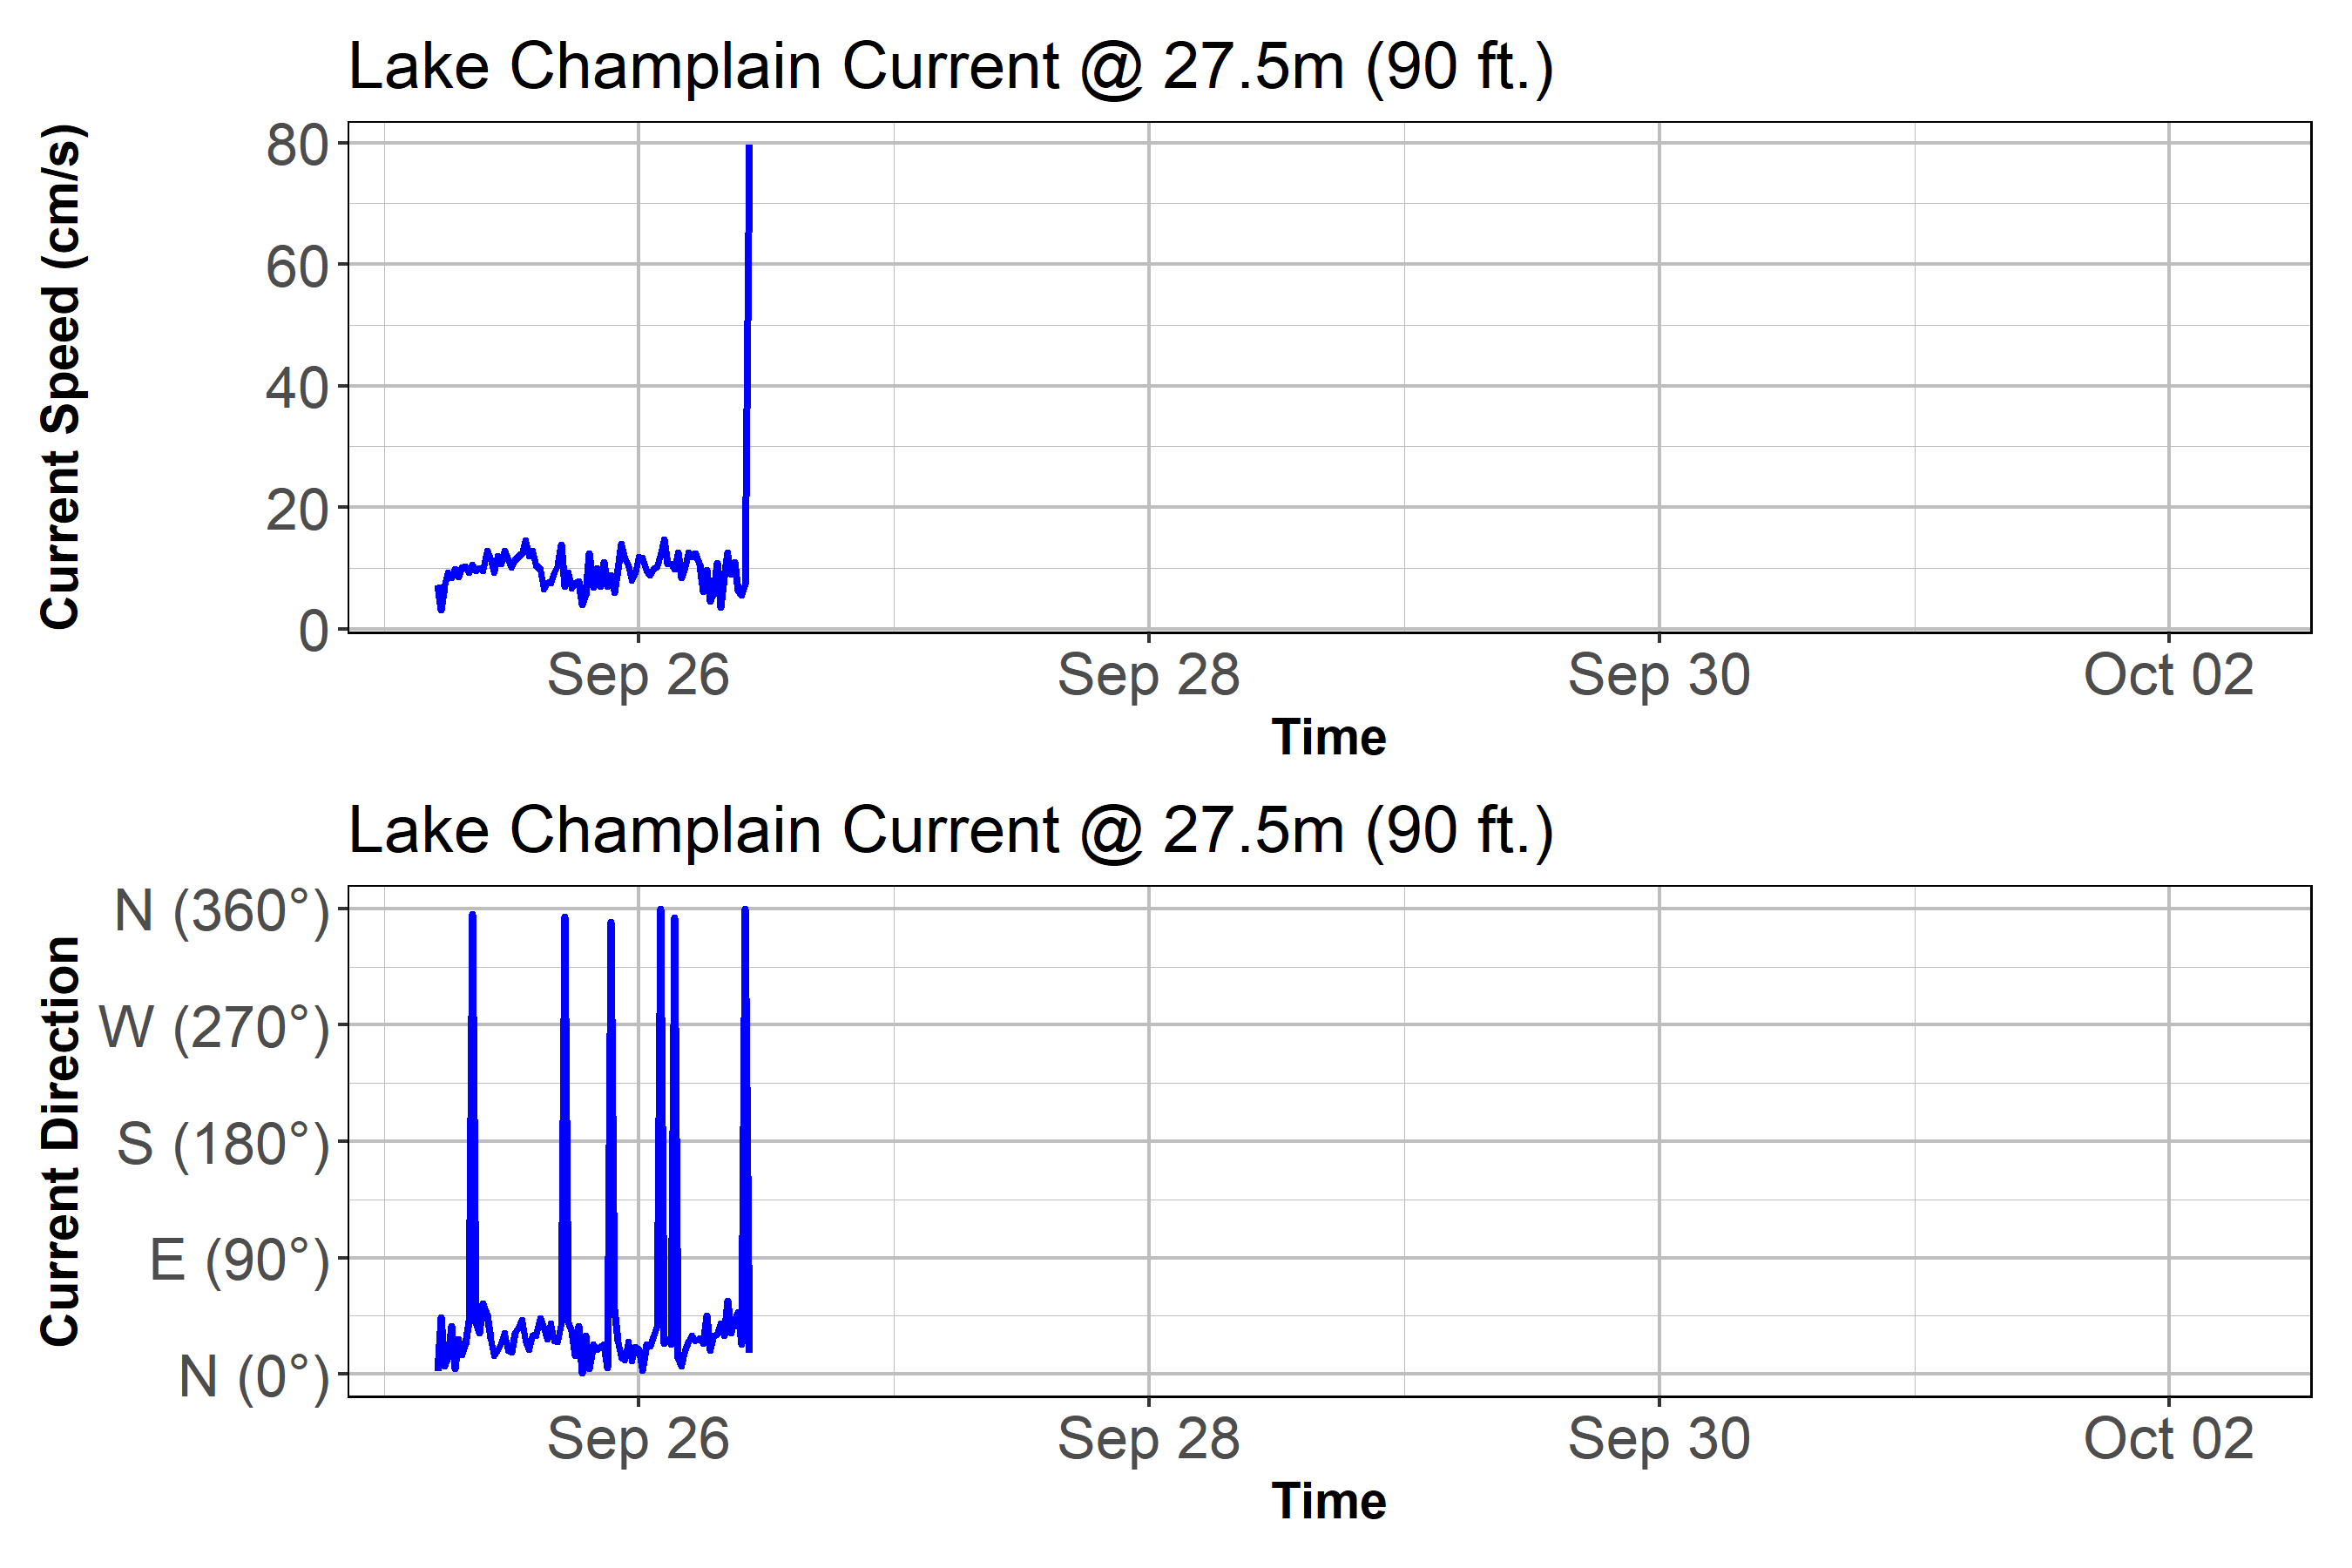 Lake Champlain Current @ 27.5m (90 ft.)
Current Speed (cm/s)
80
60
40
20
0
Sep 26
Sep 28
Sep 30
Oct 02
Time
Lake Champlain Current @ 27.5m (90 ft.)
Current Direction
N (360°)
W (270°)
S (180°)
E (90°)
N (0°)
Sep 26
Sep 28
Sep 30
Oct 02
Time